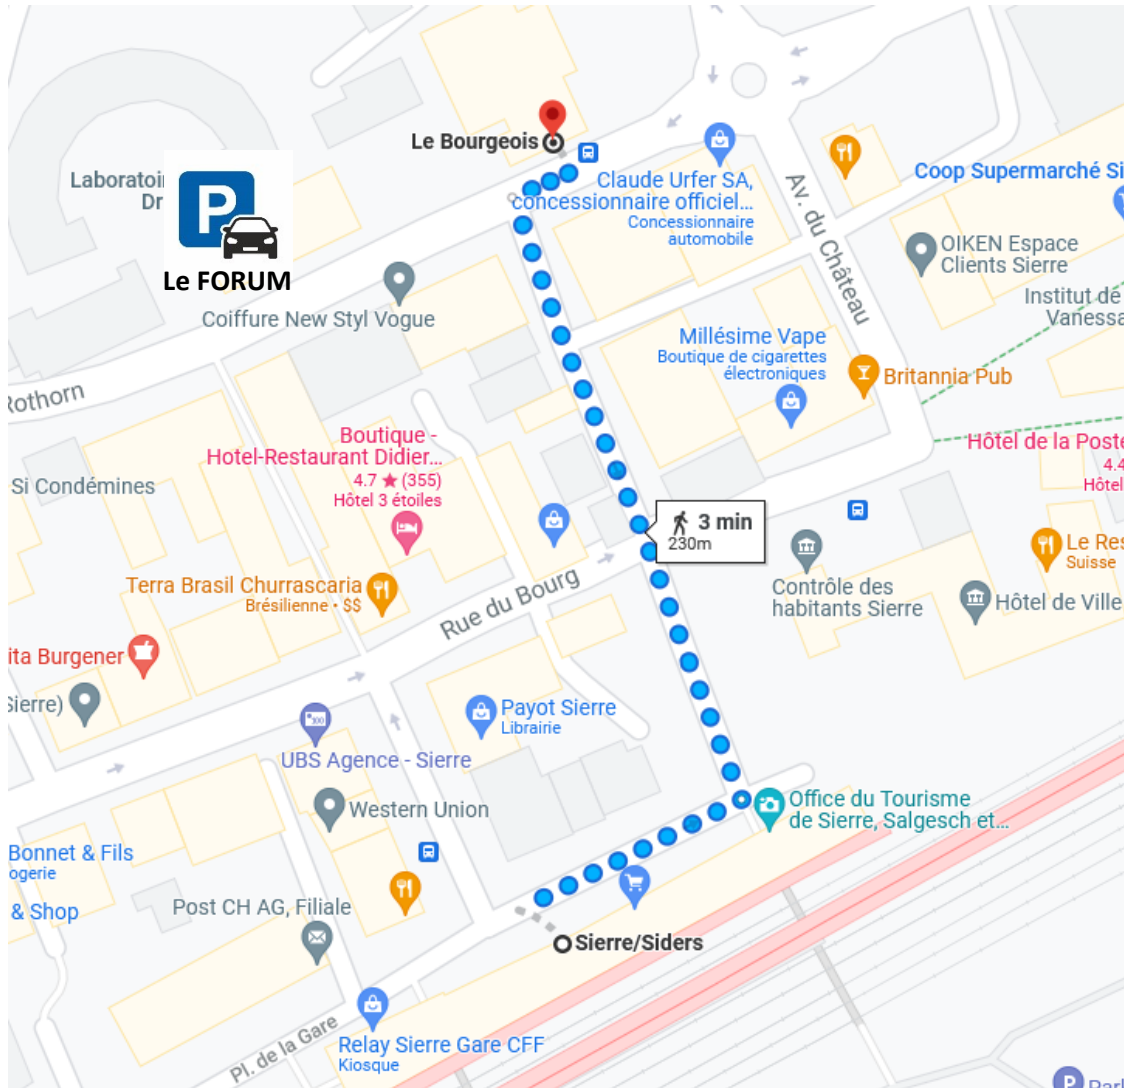 Le Bourgeois
Laboratoi
Dr
P
Le FORUM
Claude Urfer SA,
concessionnaire officiel...
Concessionnaire
automobile
Coop Supermarché Si
Av. du Château
OIKEN Espace
Clients Sierre
Institut de
Vanessa
Coiffure New Styl Vogue
Millésime Vape
Boutique de cigarettes
électroniques
Britannia Pub
Rothorn
Boutique -
Hotel-Restaurant Didier...
4.7 ★ (355)
Hôtel 3 étoiles
Hôtel de la Poste
4.4
Hôtel
Si Condémines
3 min
230m
Le Res
Suisse
Contrôle des
habitants Sierre
Hôtel de Ville
Terra Brasil Churrascaria
Brésilienne • $$
Rue du Bourg
ita Burgener
Sierre)
Payot Sierre
Librairie
UBS Agence - Sierre
Western Union
Office du Tourisme
de Sierre, Salgesch et...
Bonnet & Fils
ogerie
& Shop
Post CH AG, Filiale
Sierre/Siders
Relay Sierre Gare CFF
Kiosque
Pl. de la Gare
P